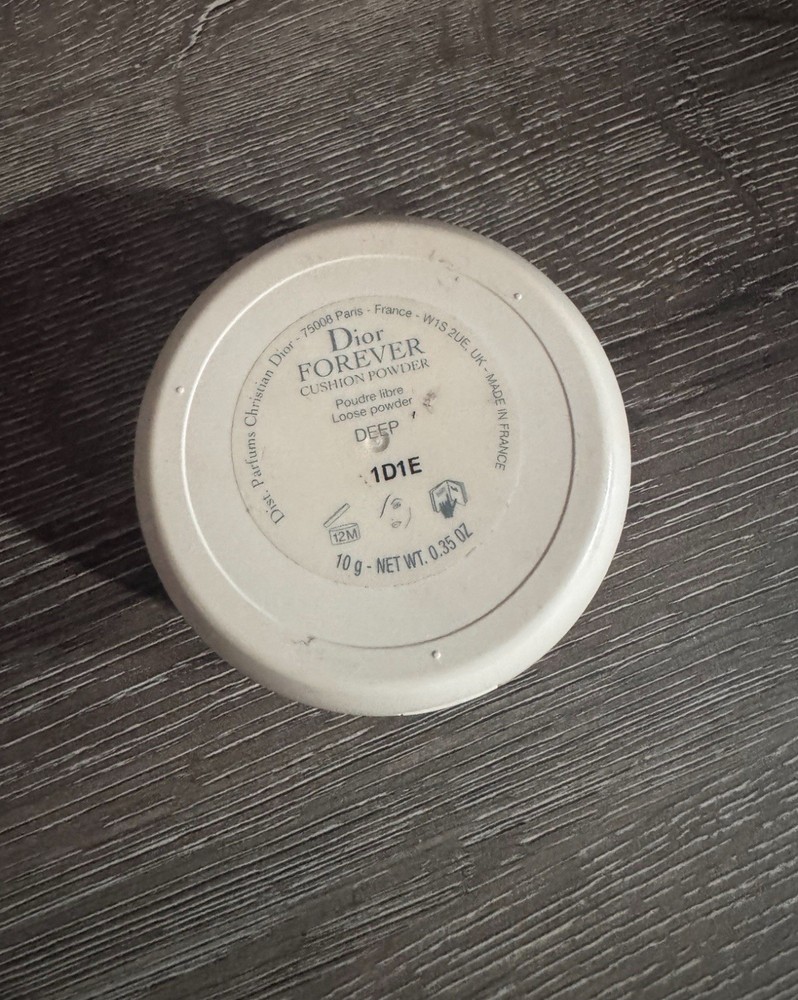 Dist. Parfums Christian Dior - 75008 Paris - France - W1S 2UE, UK - MADE IN FRANCE
Dior
FOREVER
CUSHION POWDER
Poudre libre
Loose powder
DEEP
1D1E
12M
10 g - NET WT. 0.35 OZ